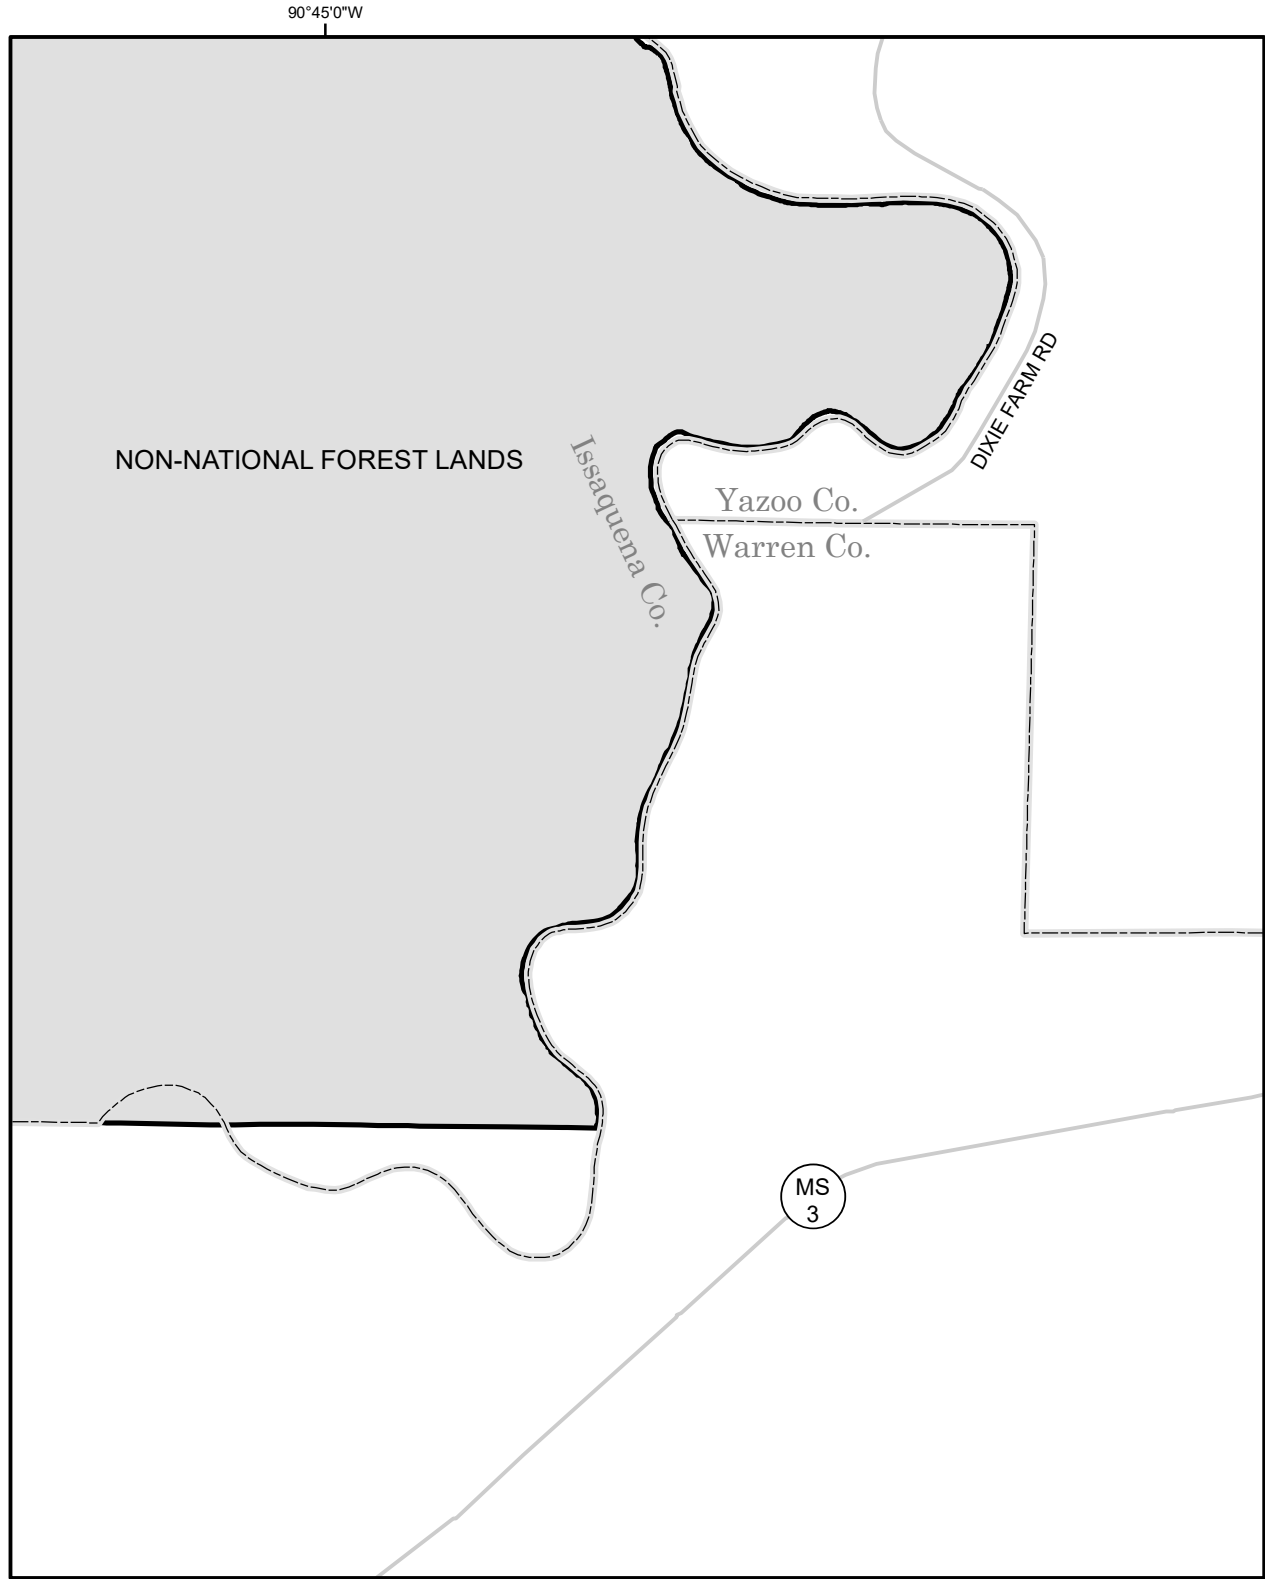 90°45'0"W
NON-NATIONAL FOREST LANDS
Issaquena Co.
DIXIE FARM RD
Yazoo Co.
Warren Co.
MS
3